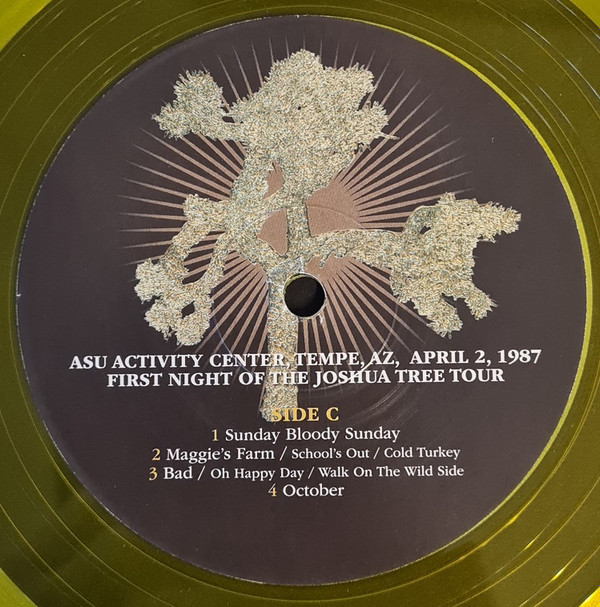 ASU ACTIVITY CENTER, TEMPE, AZ, APRIL 2, 1987
FIRST NIGHT OF THE JOSHUA TREE TOUR
SIDE C
1 Sunday Bloody Sunday
2 Maggie's Farm / School's Out / Cold Turkey
3 Bad / Oh Happy Day / Walk On The Wild Side
4 October